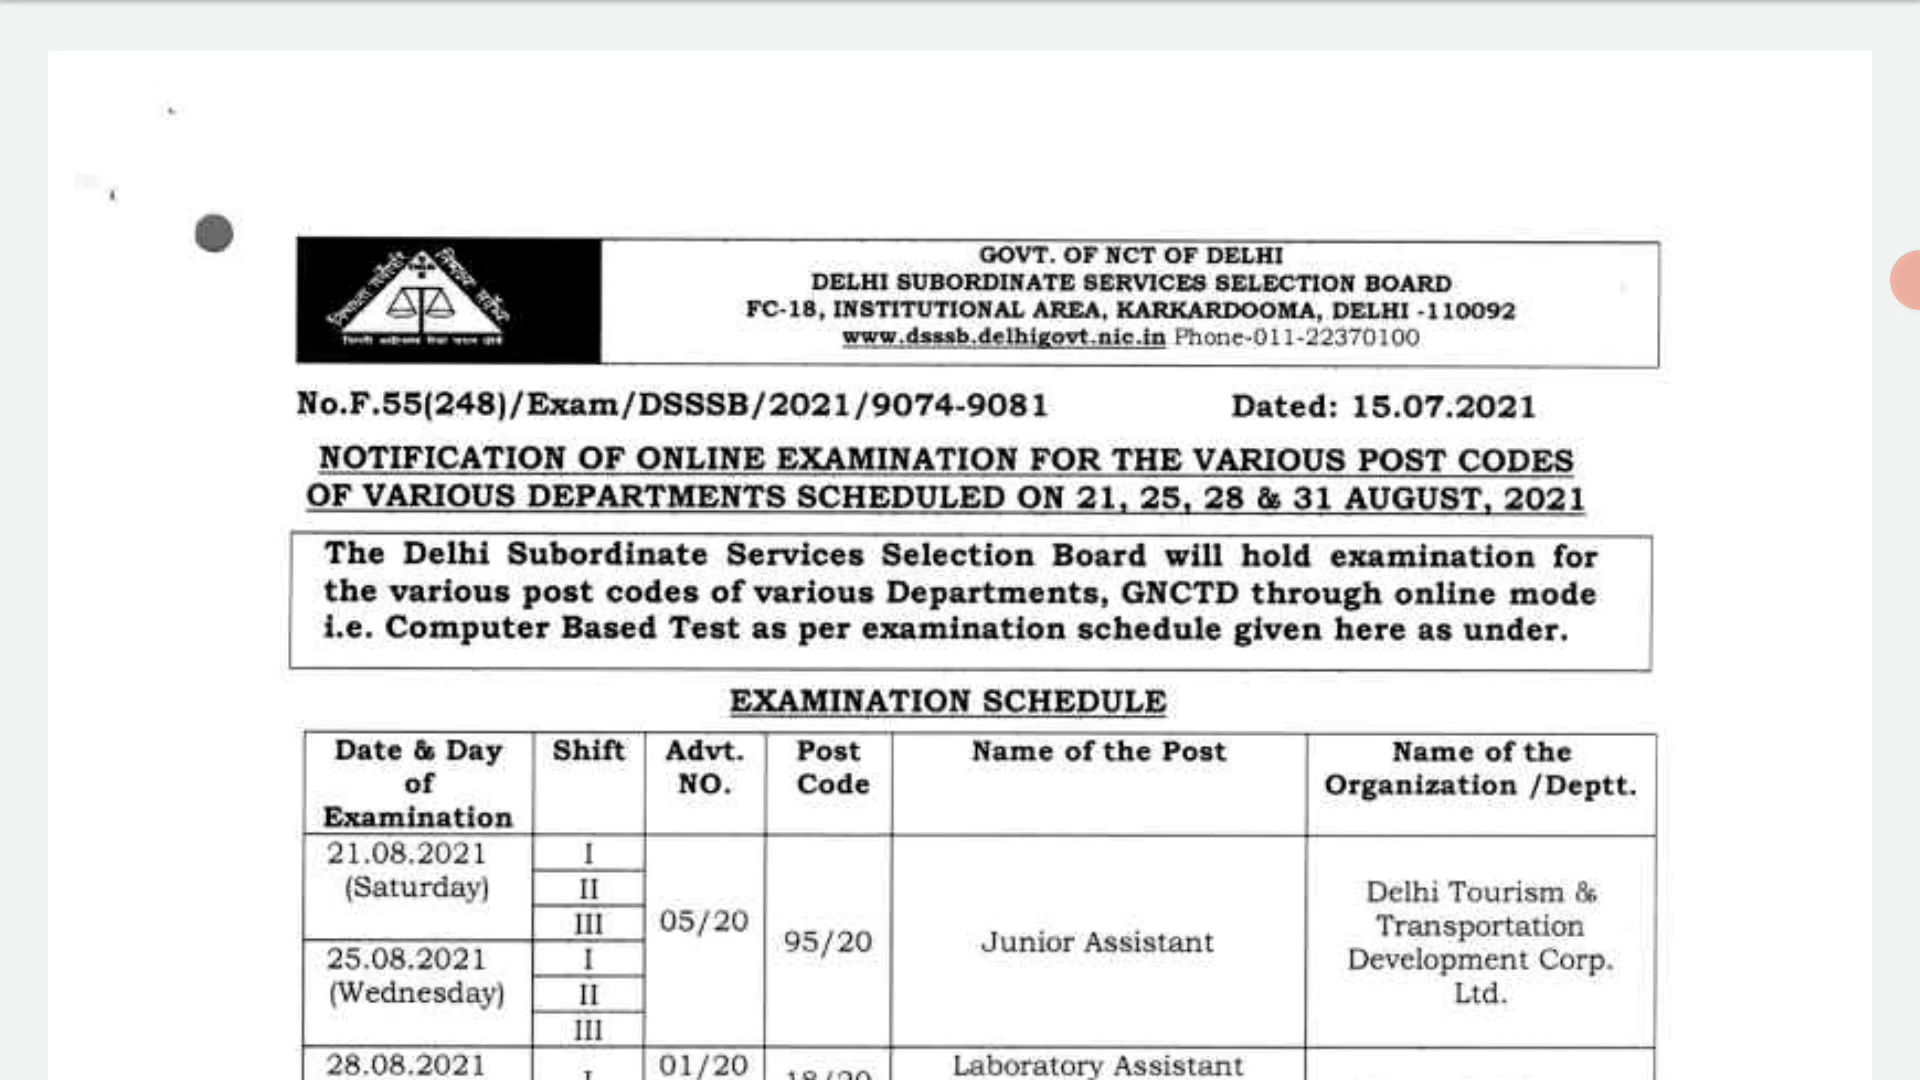 GOVT. OF NCT OF DELHI
DELHI SUBORDINATE SERVICES SELECTION BOARD
FC-18, INSTITUTIONAL AREA, KARKARDOOMA, DELHI -110092
www.dsssb.delhigovt.nic.in Phone-011-22370100
No.F.55(248)/Exam/DSSSB/2021/9074-9081 Dated: 15.07.2021
NOTIFICATION OF ONLINE EXAMINATION FOR THE VARIOUS POST CODES
OF VARIOUS DEPARTMENTS SCHEDULED ON 21, 25, 28 & 31 AUGUST, 2021
The Delhi Subordinate Services Selection Board will hold examination for
the various post codes of various Departments, GNCTD through online mode
i.e. Computer Based Test as per examination schedule given here as under.
EXAMINATION SCHEDULE
Date & Day Shift Advt. Post Name of the Post Name of the
of NO. Code Organization /Deptt.
Examination
21.08.2021 I
(Saturday) II Delhi Tourism &
III 05/20 Transportation
95/20 Junior Assistant
25.08.2021 I Development Corp.
(Wednesday) II Ltd.
III
28.08.2021 01/20 Laboratory Assistant
I 18/20